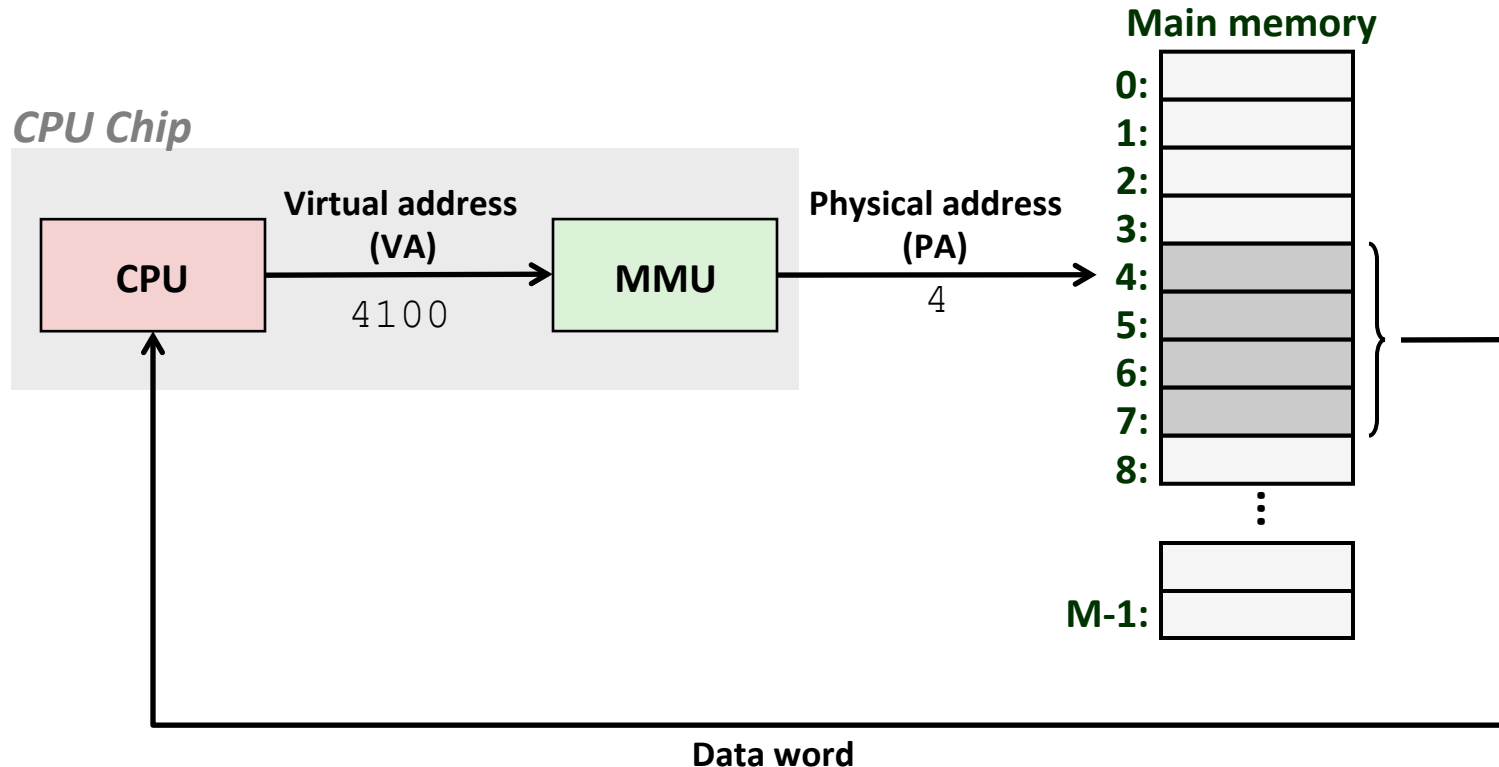 Main memory
0:
CPU Chip
1:
2:
Virtual address
(VA)
Physical address
(PA)
3:
CPU
MMU
4:
4100
4
5:
6:
7:
8:
⋮
M-1:
Data word